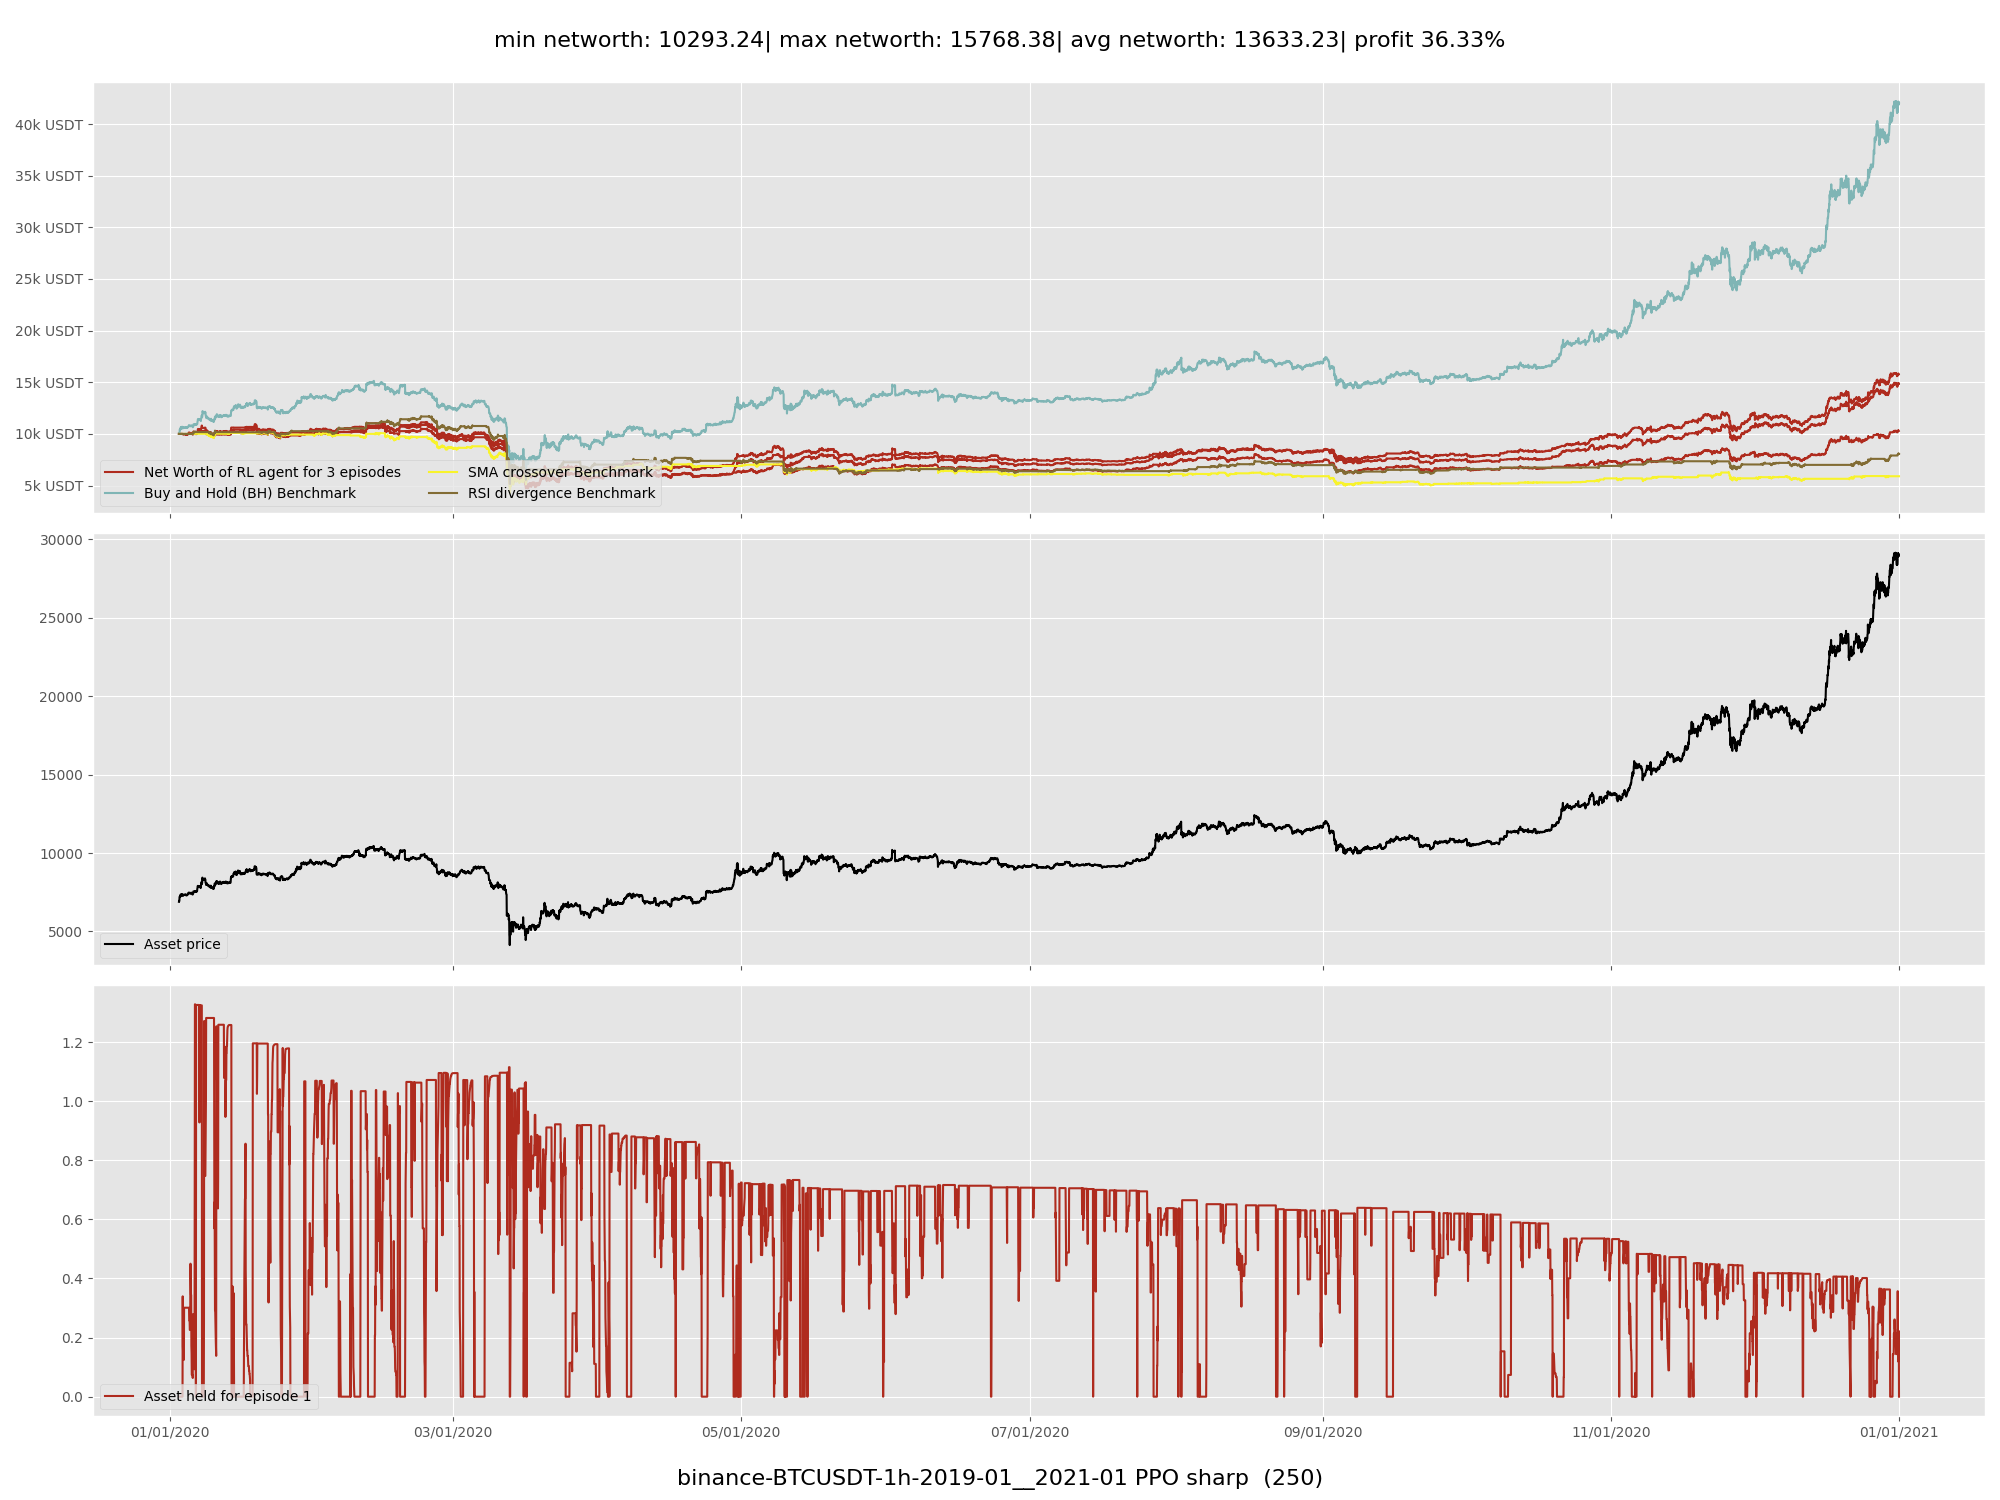 min networth: 10293.24| max networth: 15768.38| avg networth: 13633.23| profit 36.33%
40k USDT
35k USDT
30k USDT
25k USDT
20k USDT
15k USDT
10k USDT
5k USDT
Net Worth of RL agent for 3 episodes
Buy and Hold (BH) Benchmark
SMA crossover Benchmark
RSI divergence Benchmark
30000
25000
20000
15000
10000
5000
Asset price
1.2
1.0
0.8
0.6
0.4
0.2
0.0
Asset held for episode 1
01/01/2020 03/01/2020 05/01/2020 07/01/2020 09/01/2020 11/01/2020 01/01/2021
binance-BTCUSDT-1h-2019-01__2021-01 PPO sharp (250)